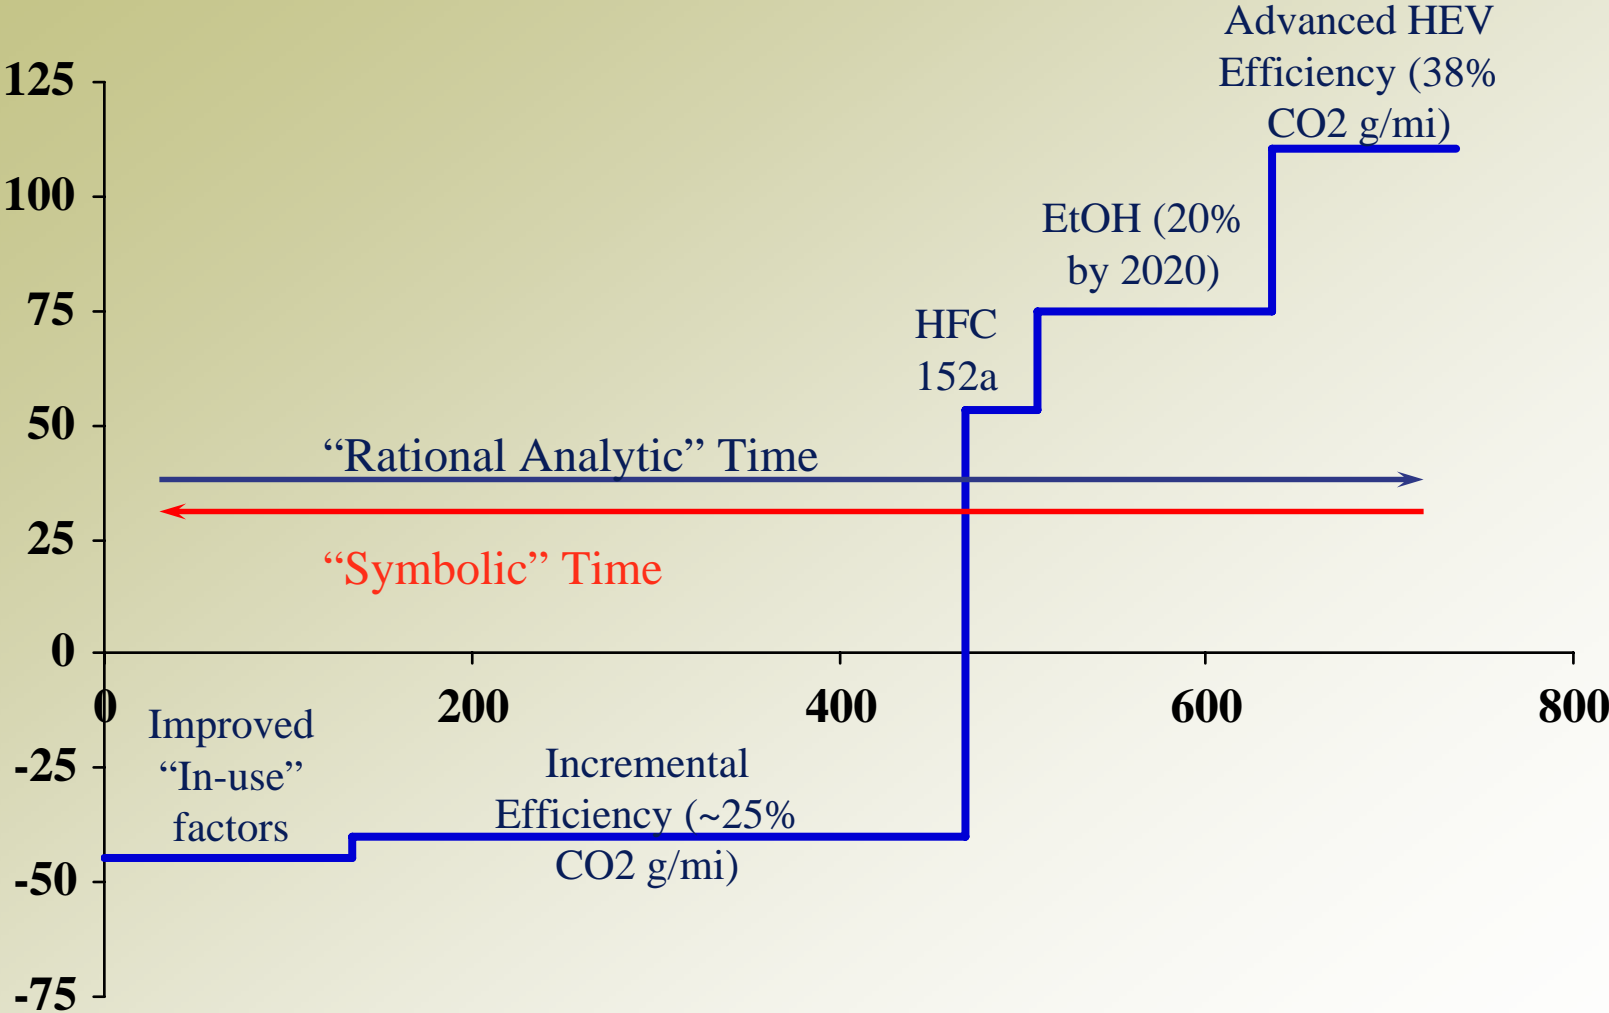 Advanced HEV
Efficiency (38%
CO2 g/mi)
125
100
EtOH (20%
by 2020)
75
HFC
152a
50
“Rational Analytic” Time
25
“Symbolic” Time
0
0
200
400
600
800
Improved
“In-use”
factors
-25
Incremental
Efficiency (~25%
CO2 g/mi)
-50
-75